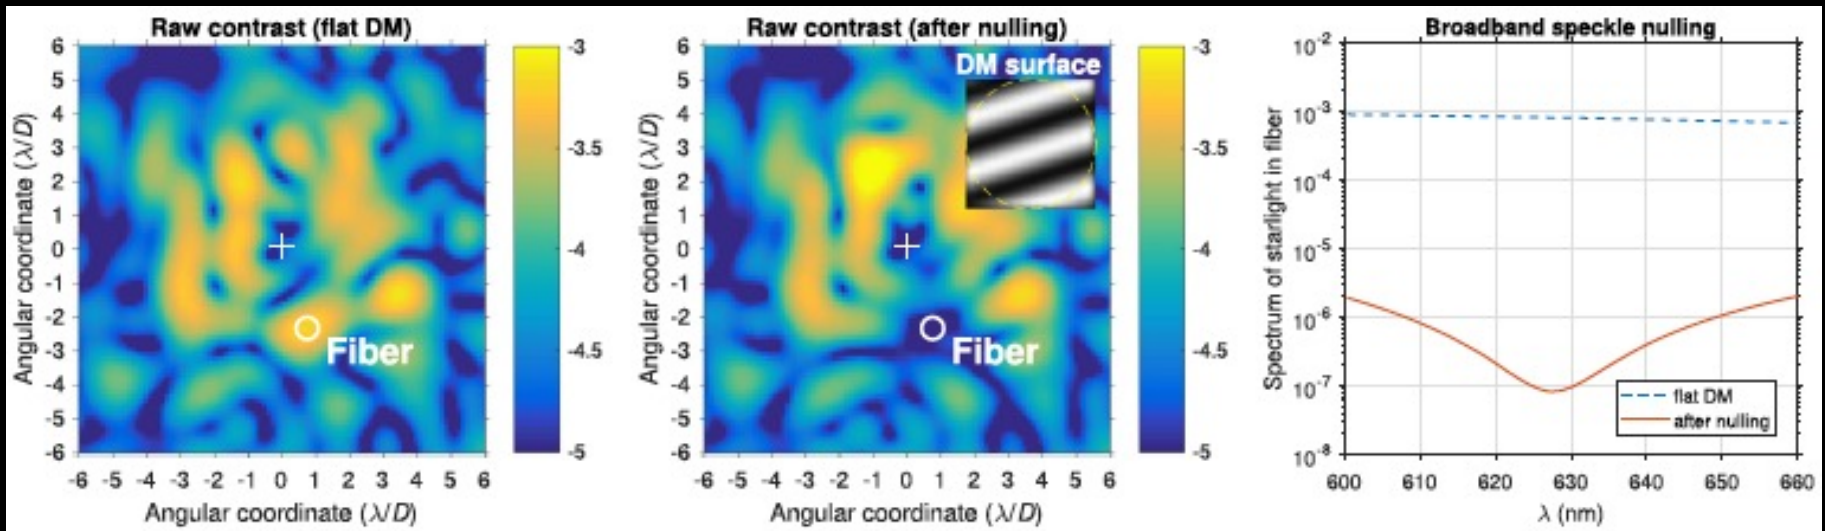 Raw contrast (flat DM)
6
5
4
3
2
1
0
-1
-2
-3
-4
-5
-6
Angular coordinate (λ/D)
Fiber
-6 -5 -4 -3 -2 -1 0 1 2 3 4 5 6
Angular coordinate (λ/D)
-3
-3.5
-4
-4.5
-5
Raw contrast (after nulling)
DM surface
6
5
4
3
2
1
0
-1
-2
-3
-4
-5
-6
Angular coordinate (λ/D)
Fiber
-6 -5 -4 -3 -2 -1 0 1 2 3 4 5 6
Angular coordinate (λ/D)
-3
-3.5
-4
-4.5
-5
Broadband speckle nulling
10⁻²
10⁻³
10⁻⁴
10⁻⁵
10⁻⁶
10⁻⁷
10⁻⁸
Spectrum of starlight in fiber
flat DM
after nulling
600 610 620 630 640 650 660
λ (nm)